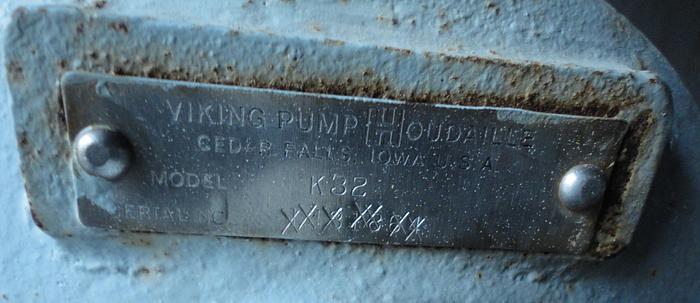 VIKING PUMP HOUDAILLE
CEDAR FALLS, IOWA U.S.A.
MODEL K32
SERIAL NO.